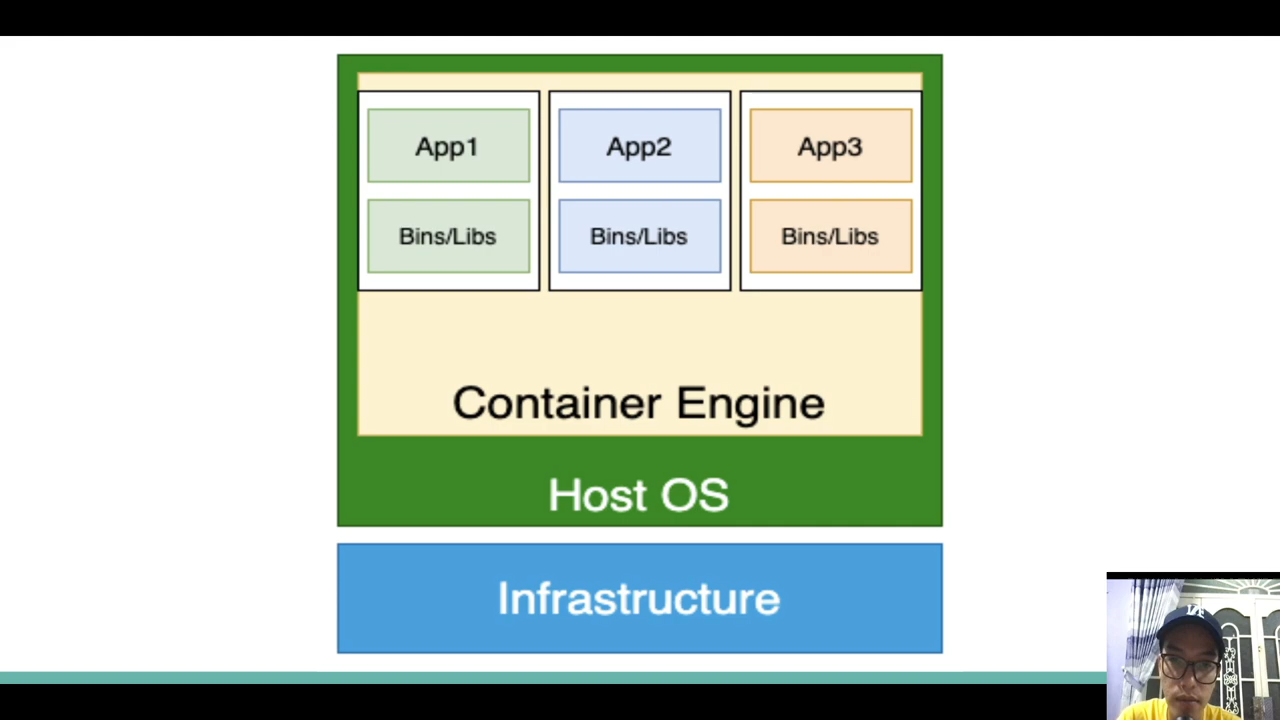 App1
App2
App3
Bins/Libs
Bins/Libs
Bins/Libs
Container Engine
Host OS
Infrastructure